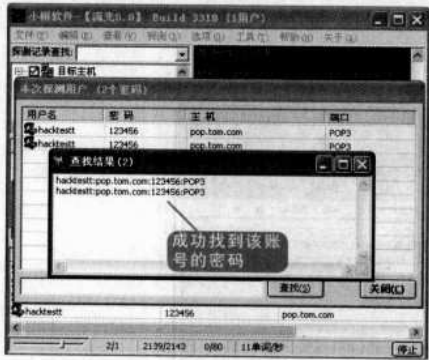 小榕软件-【流光5.0】 Build 3310 [1用户]
文件(F) 编辑(E) 查看(V) 探测(D) 选项(O) 工具(T) 帮助(H) 关于(A)
探测记录查找:
目标主机
本次探测用户 (2个密码)
用户名 密码 主机 端口
hacktestt 123456 pop.tom.com POP3
hacktestt 123456 pop.tom.com POP3
查找结果(2)
hacktestt:pop.tom.com:123456:POP3
hacktestt:pop.tom.com:123456:POP3
成功找到该账
号的密码
查找(S) 关闭(C)
hacktestt 123456 pop.tom.com
2/1 2139/2143 0/80 11单词/秒 停止